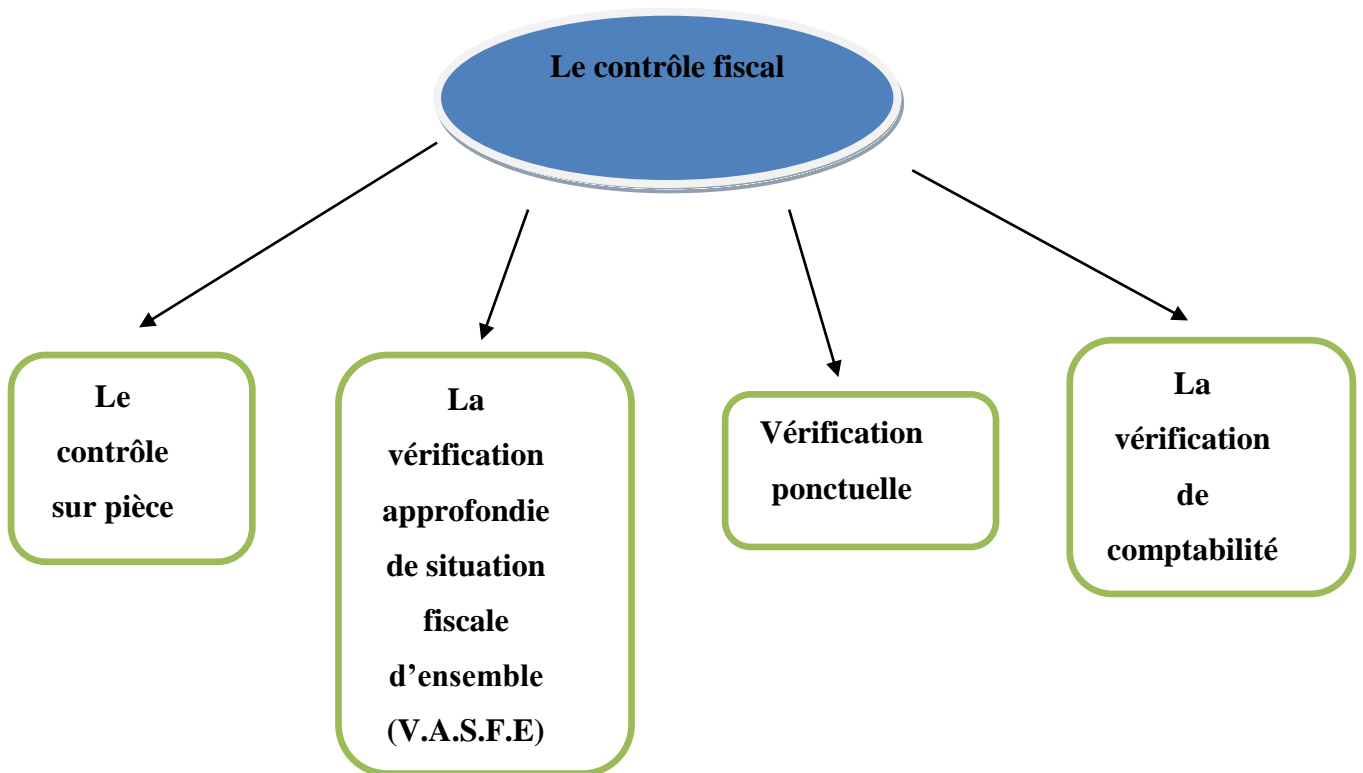 Le contrôle fiscal
Le
contrôle
sur pièce
La
vérification
approfondie
de situation
fiscale
d’ensemble
(V.A.S.F.E)
Vérification
ponctuelle
La
vérification
de
comptabilité